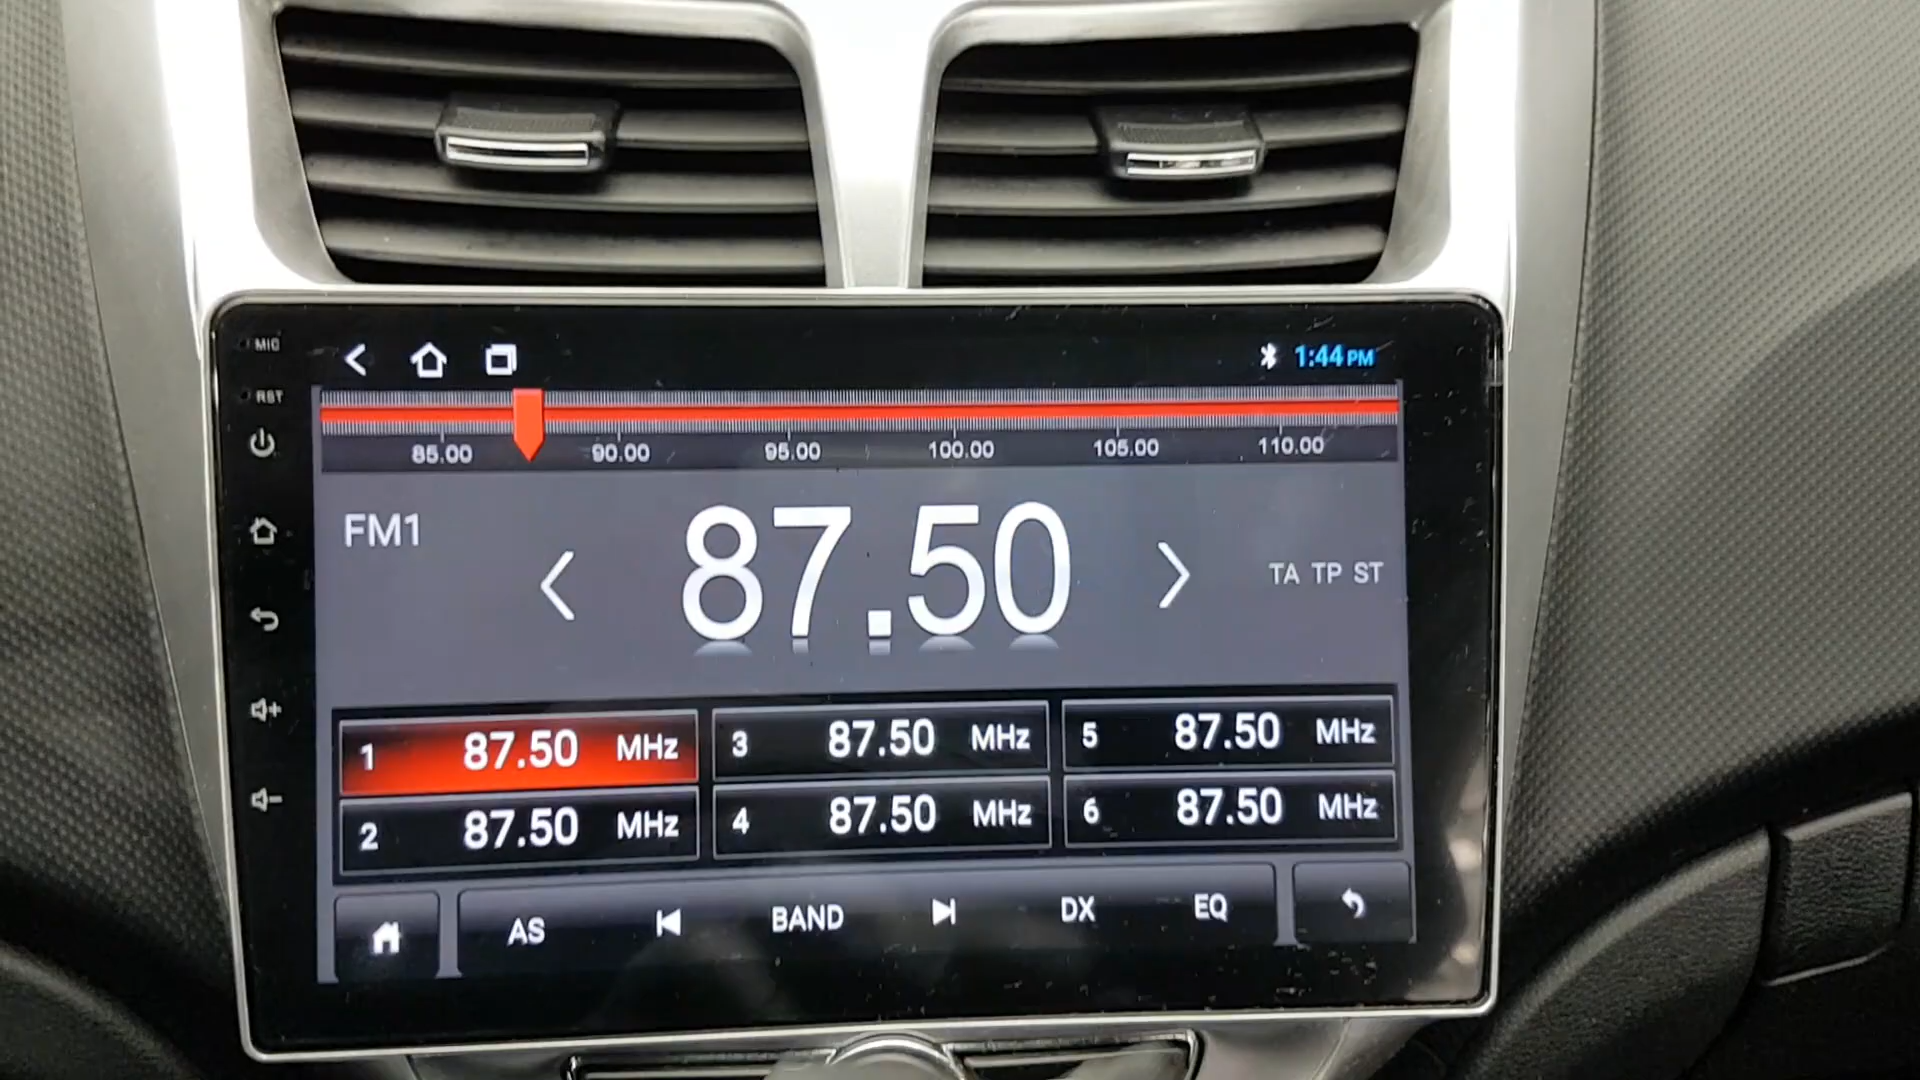 MIC
1:44 PM
RST
85.00 90.00 95.00 100.00 105.00 110.00
FM1
87.50
TA TP ST
1 87.50 MHz
3 87.50 MHz
5 87.50 MHz
2 87.50 MHz
4 87.50 MHz
6 87.50 MHz
AS BAND DX EQ